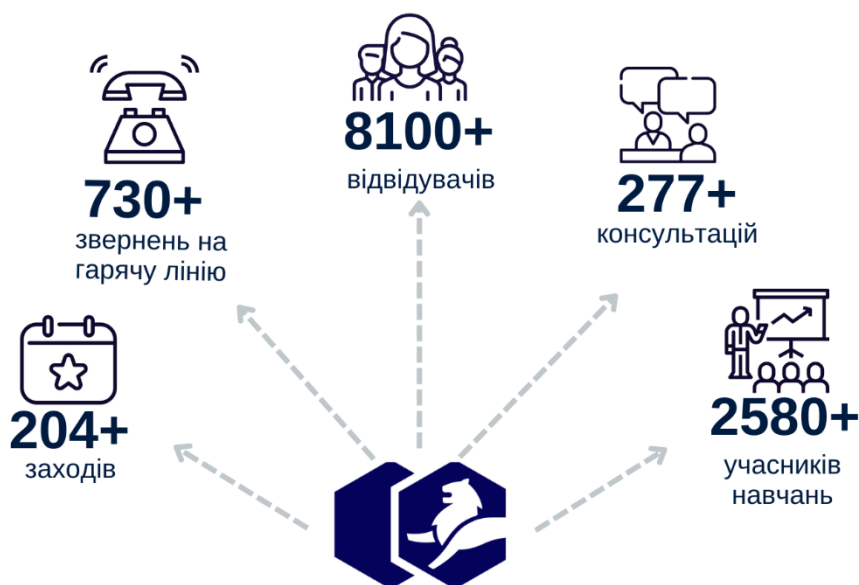 8100+
відвідувачів
730+
звернень на
гарячу лінію
277+
консультацій
204+
заходів
2580+
учасників
навчань